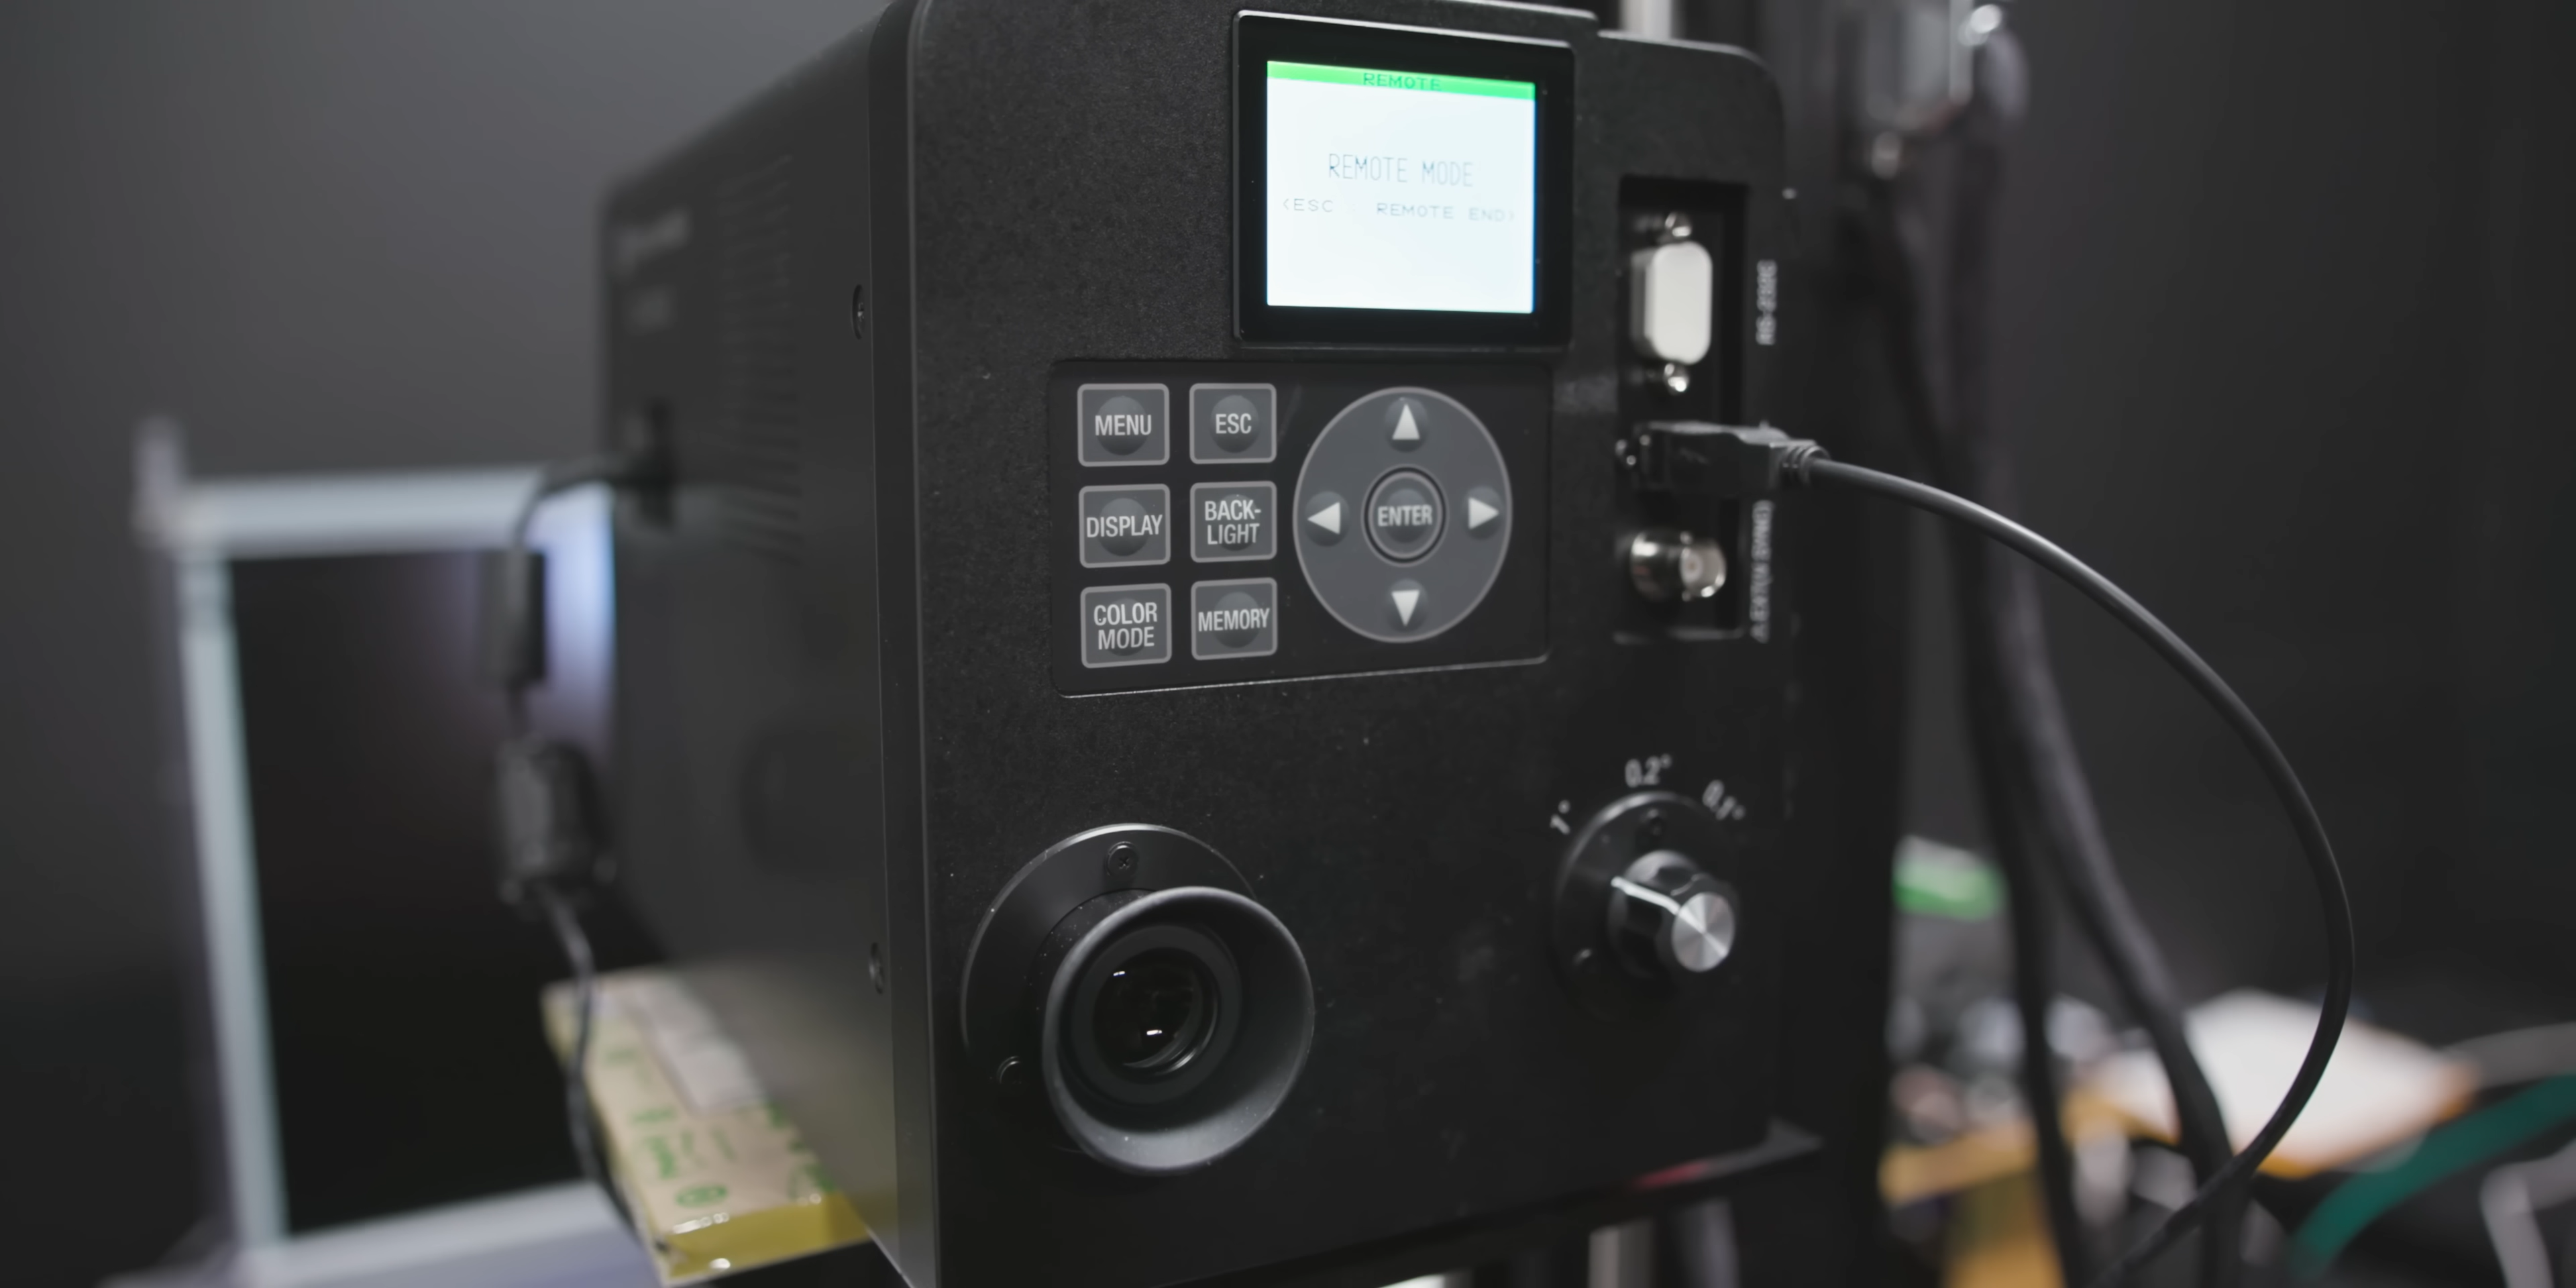 REMOTE
REMOTE MODE
<ESC REMOTE END>
MENU
ESC
DISPLAY
BACK-
LIGHT
ENTER
COLOR
MODE
MEMORY
RS-232C
1°
0.2°
0.1°